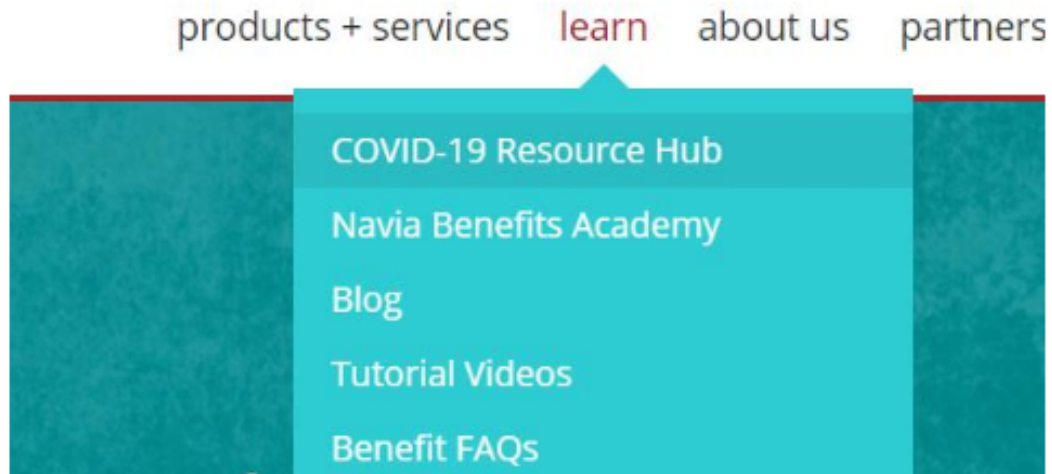 products + services learn about us partners
COVID-19 Resource Hub
Navia Benefits Academy
Blog
Tutorial Videos
Benefit FAQs